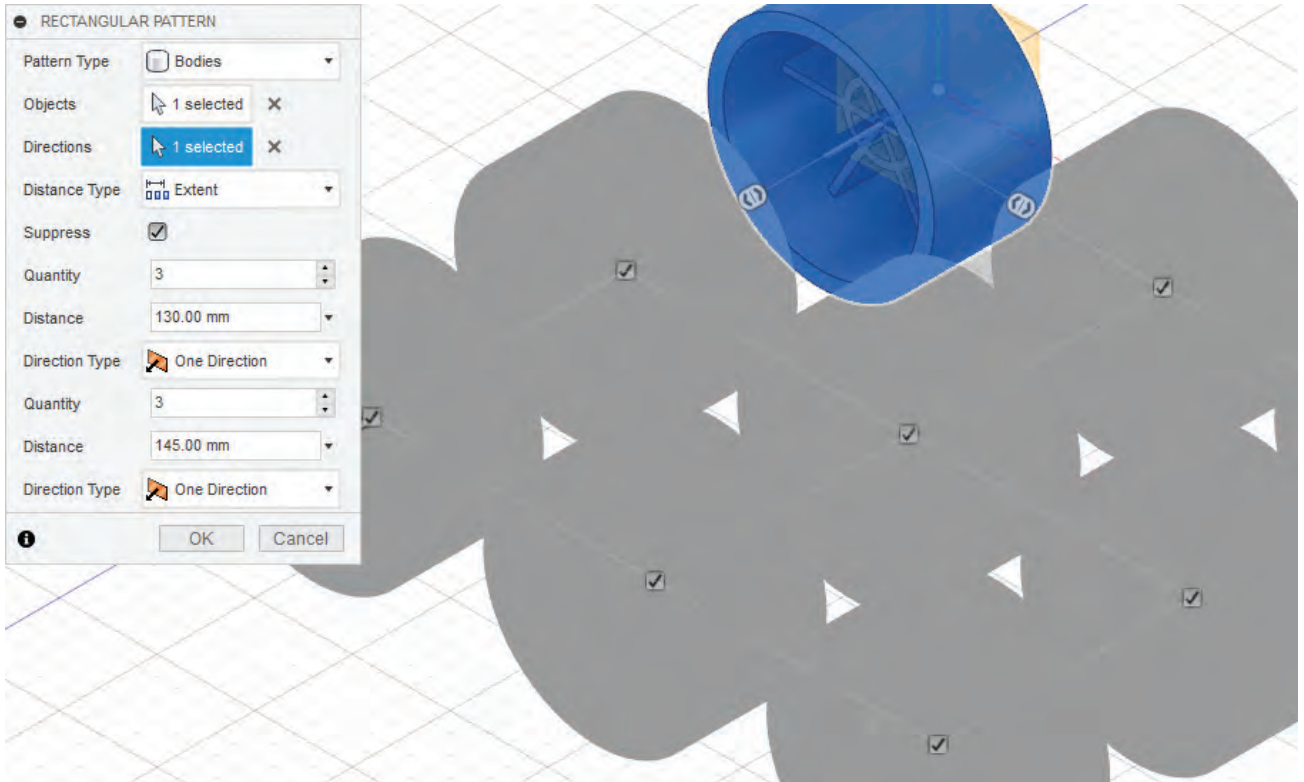 RECTANGULAR PATTERN
Pattern Type Bodies
Objects 1 selected
Directions 1 selected
Distance Type Extent
Suppress
Quantity 3
Distance 130.00 mm
Direction Type One Direction
Quantity 3
Distance 145.00 mm
Direction Type One Direction
OK Cancel